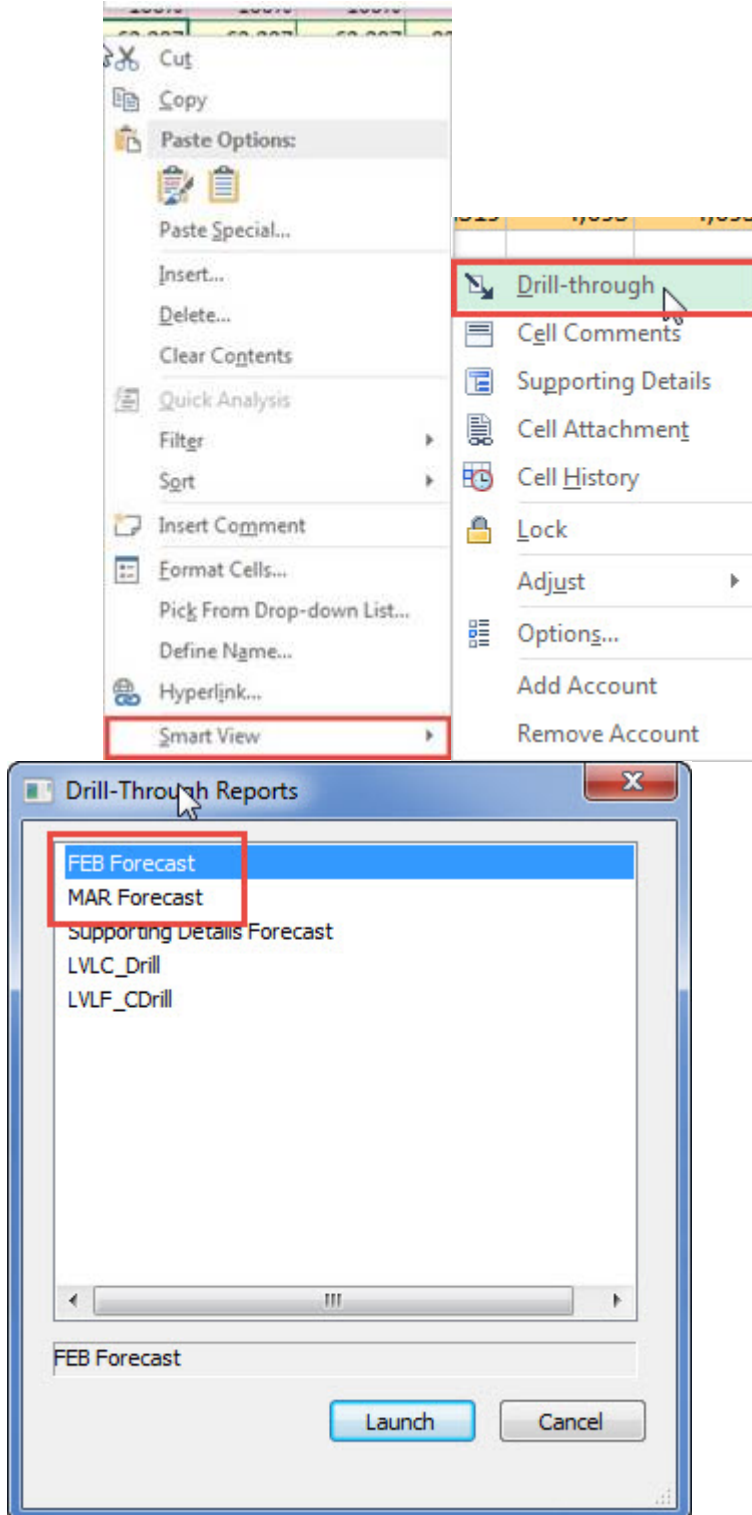 Cut
Copy
Paste Options:
Paste Special...
Insert...
Delete...
Clear Contents
Quick Analysis
Filter
Sort
Insert Comment
Format Cells...
Pick From Drop-down List...
Define Name...
Hyperlink...
Smart View
Drill-through
Cell Comments
Supporting Details
Cell Attachment
Cell History
Lock
Adjust
Options...
Add Account
Remove Account
Drill-Through Reports
FEB Forecast
MAR Forecast
Supporting Details Forecast
LVLC_Drill
LVLF_CDrill
FEB Forecast
Launch
Cancel